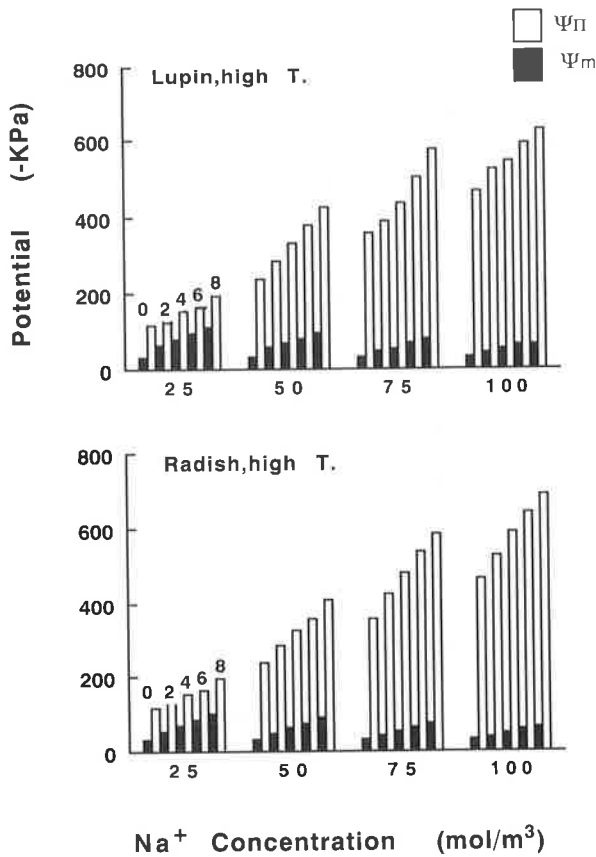 ΨΠ
Ψm
Potential (-KPa)
Lupin,high T.
800
600
400
200
0
0 2 4 6 8
25 50 75 100
Radish,high T.
800
600
400
200
0
0 2 4 6 8
25 50 75 100
Na⁺ Concentration (mol/m³)